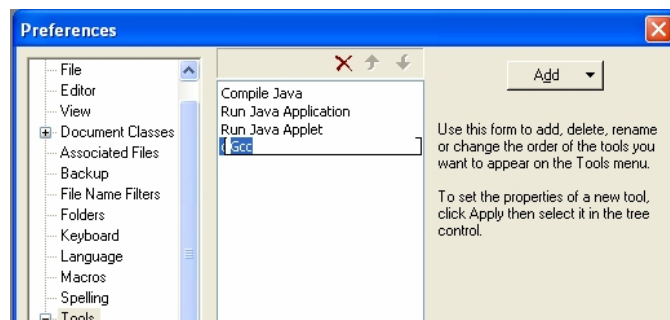 Preferences
File
Editor
View
Document Classes
Associated Files
Backup
File Name Filters
Folders
Keyboard
Language
Macros
Spelling
Tools
Compile Java
Run Java Application
Run Java Applet
Gcc
Add
Use this form to add, delete, rename
or change the order of the tools you
want to appear on the Tools menu.
To set the properties of a new tool,
click Apply then select it in the tree
control.